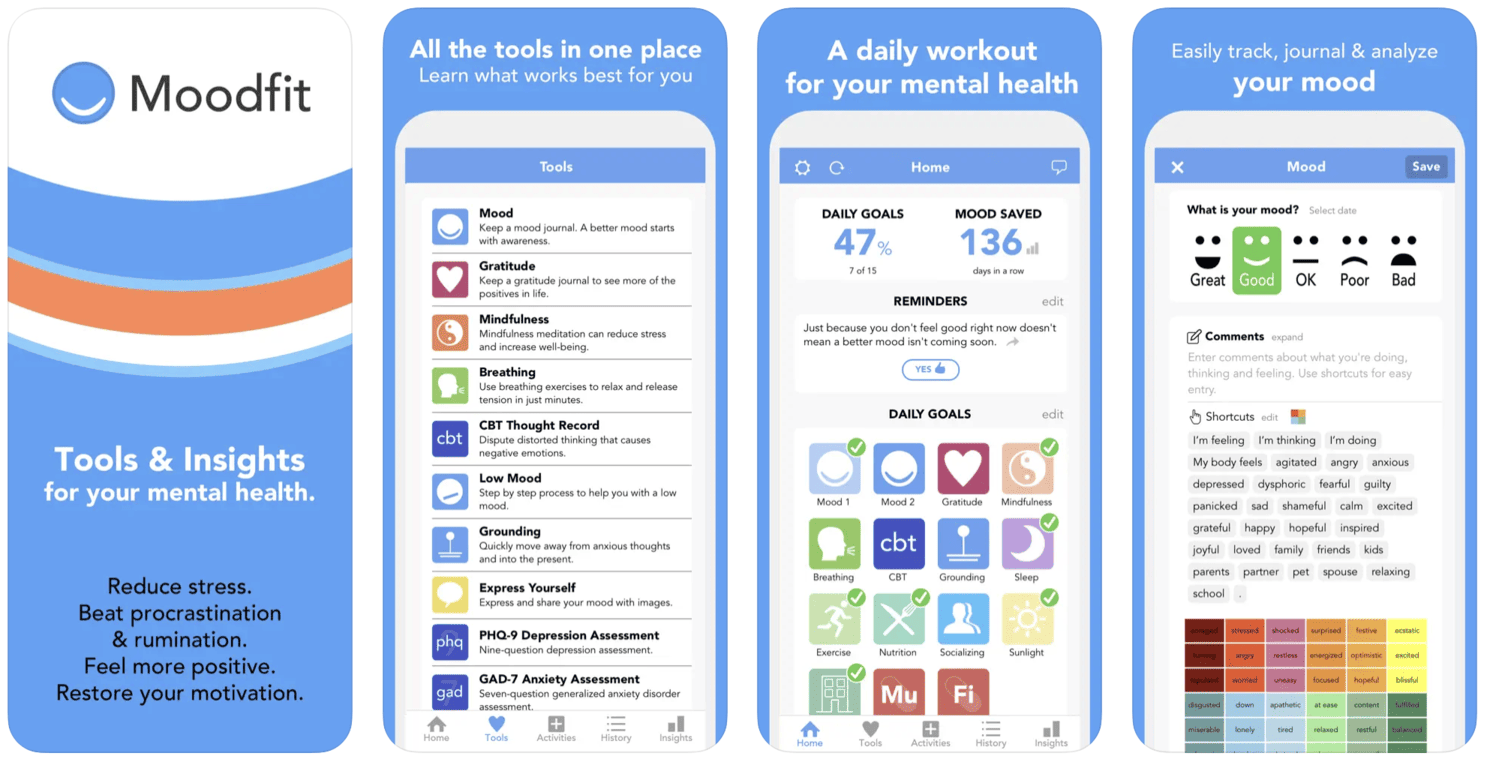 Moodfit
Tools & Insights
for your mental health.
Reduce stress.
Beat procrastination
& rumination.
Feel more positive.
Restore your motivation.
All the tools in one place
Learn what works best for you
Tools
Mood
Keep a mood journal. A better mood starts
with awareness.
Gratitude
Keep a gratitude journal to see more of the
positives in life.
Mindfulness
Mindfulness meditation can reduce stress
and increase well-being.
Breathing
Use breathing exercises to relax and release
tension in just minutes.
cbt
CBT Thought Record
Dispute distorted thinking that causes
negative emotions.
Low Mood
Step by step process to help you with a low
mood.
Grounding
Quickly move away from anxious thoughts
and into the present.
Express Yourself
Express and share your mood with images.
phq
PHQ-9 Depression Assessment
Nine-question depression assessment.
gad
GAD-7 Anxiety Assessment
Seven-question generalized anxiety disorder
assessment.
Home Tools Activities History Insights
A daily workout
for your mental health
Home
DAILY GOALS MOOD SAVED
47% 136
7 of 15 days in a row
REMINDERS edit
Just because you don't feel good right now doesn't
mean a better mood isn't coming soon.
YES
DAILY GOALS edit
Mood 1 Mood 2 Gratitude Mindfulness
cbt
Breathing CBT Grounding Sleep
Exercise Nutrition Socializing Sunlight
Mu Fi
Home Tools Activities History Insights
Easily track, journal & analyze
your mood
Mood Save
What is your mood? Select date
Great Good OK Poor Bad
Comments expand
Enter comments about what you're doing,
thinking and feeling. Use shortcuts for easy
entry.
Shortcuts edit
I'm feeling I'm thinking I'm doing
My body feels agitated angry anxious
depressed dysphoric fearful guilty
panicked sad shameful calm excited
grateful happy hopeful inspired
joyful loved family friends kids
parents partner pet spouse relaxing
school .
enraged stressed shocked surprised festive ecstatic
angry restless energized optimistic excited
worried uneasy focused hopeful blissful
disgusted down apathetic at ease content fulfilled
miserable lonely tired relaxed restful balanced